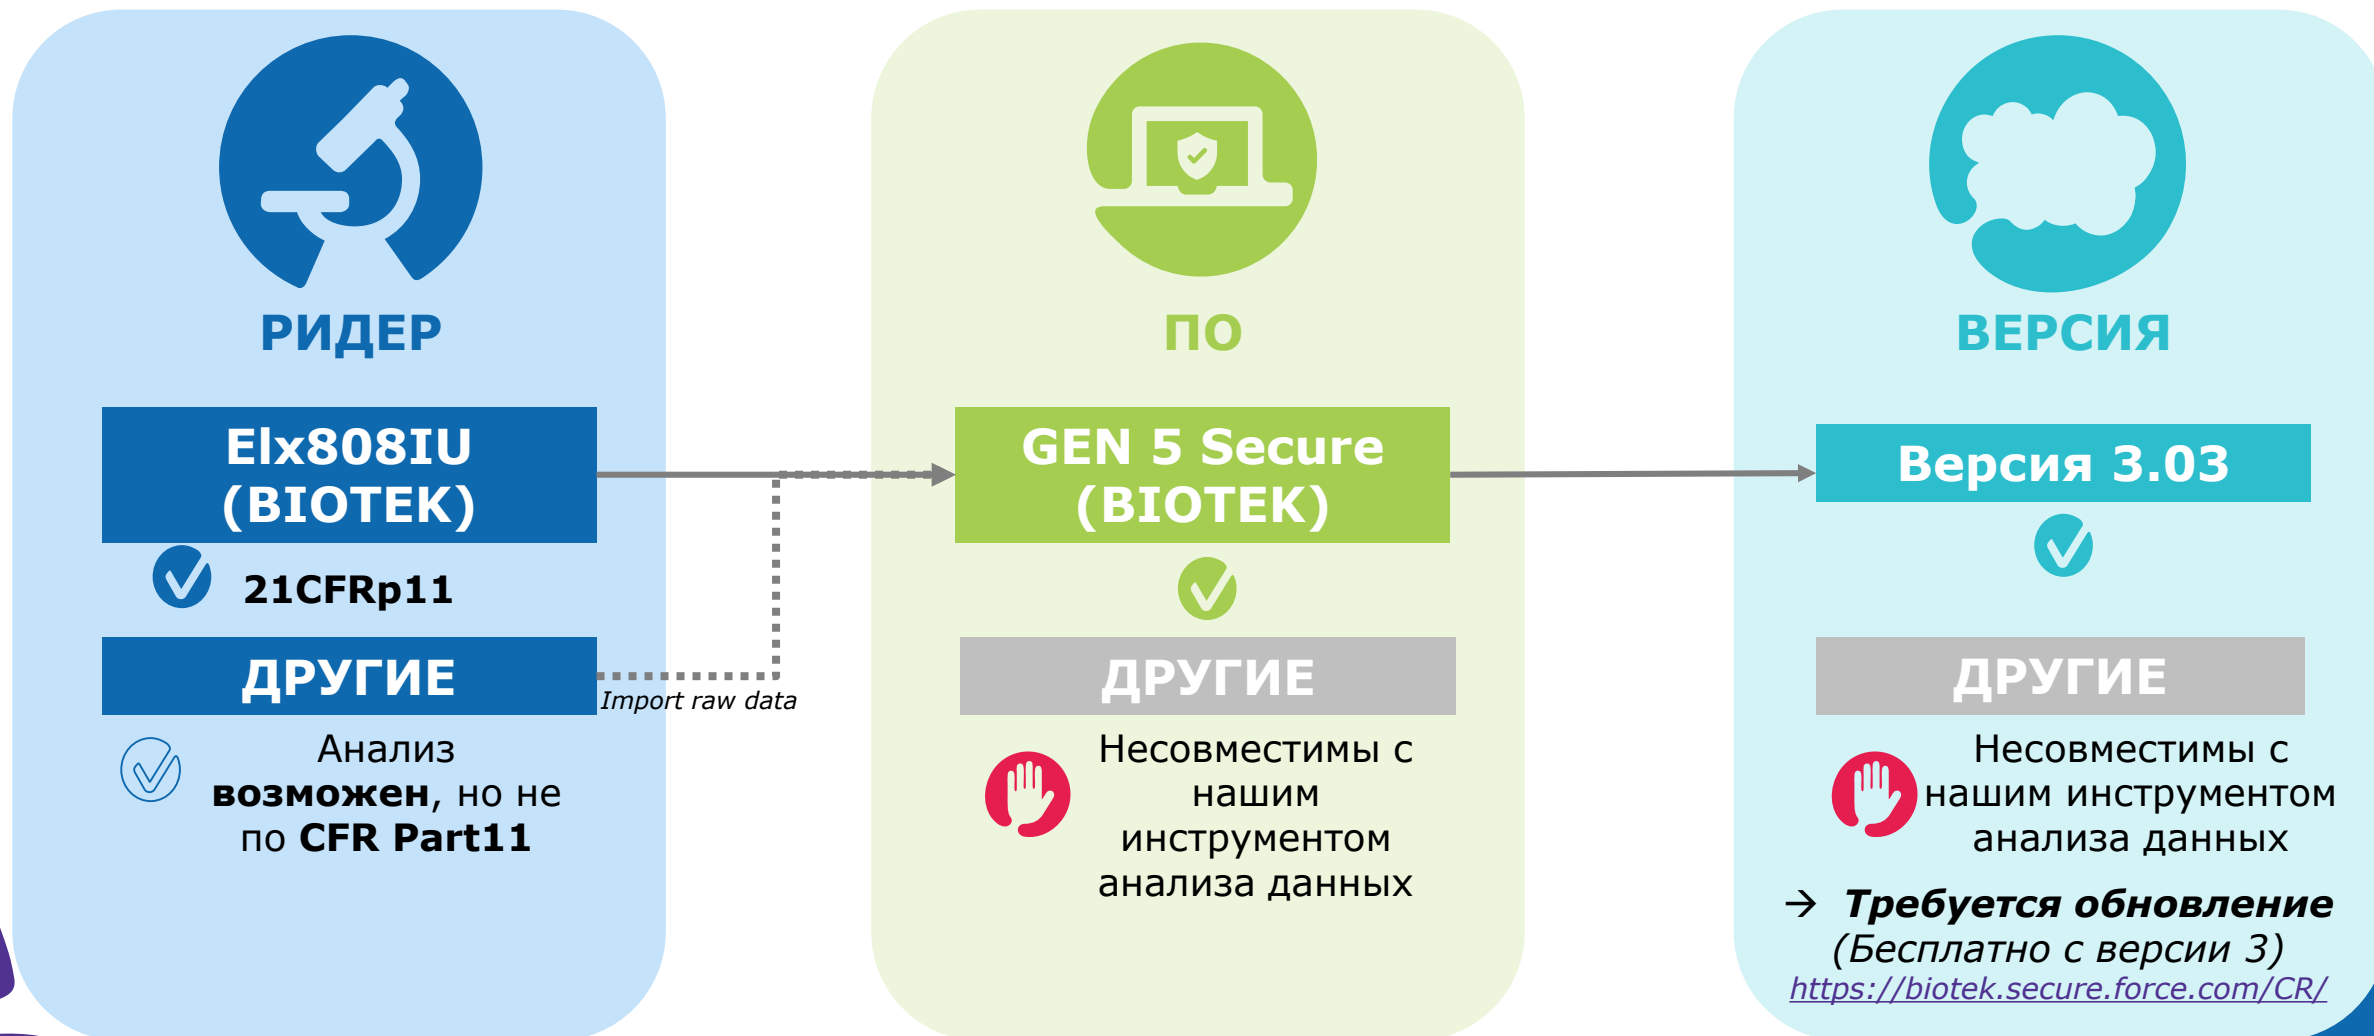 РИДЕР
Elx808IU
(BIOTEK)
21CFRp11
ДРУГИЕ
Import raw data
Анализ
возможен, но не
по CFR Part11
ПО
GEN 5 Secure
(BIOTEK)
ДРУГИЕ
Несовместимы с
нашим
инструментом
анализа данных
ВЕРСИЯ
Версия 3.03
ДРУГИЕ
Несовместимы с
нашим инструментом
анализа данных
→ Требуется обновление
(Бесплатно с версии 3)
https://biotek.secure.force.com/CR/